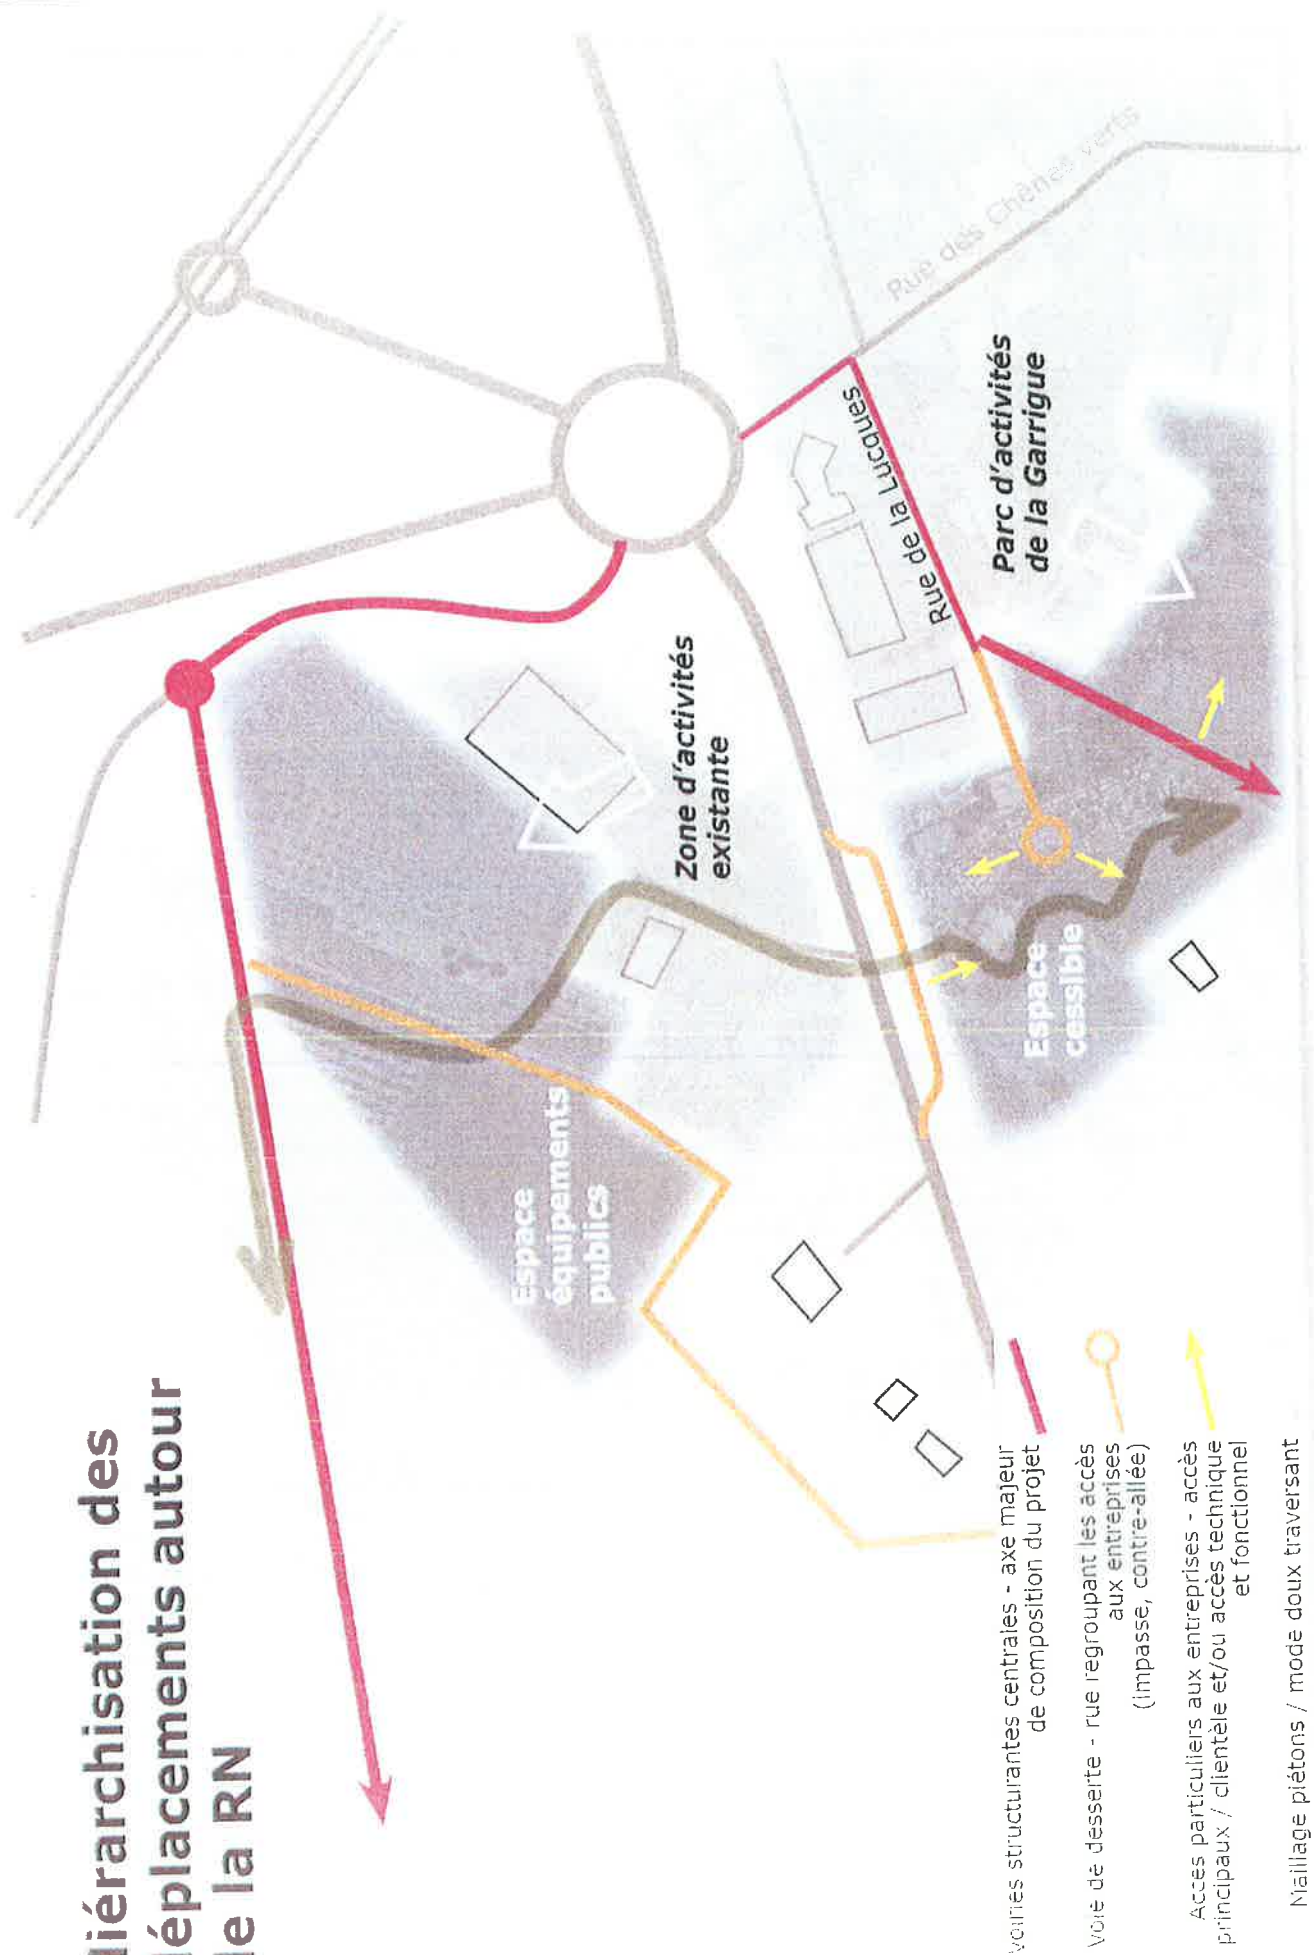 iérarchisation des
éplacements autour
e la RN
Rue des Chênes verts
Rue de la Lucques
Parc d'activités
de la Garrigue
Zone d'activités
existante
Espace
cessible
Espace
équipements
publics
voiries structurantes centrales - axe majeur
de composition du projet
Voie de desserte - rue regroupant les accès
aux entreprises
(impasse, contre-allée)
Accès particuliers aux entreprises - accès
principaux / clientèle et/ou accès technique
et fonctionnel
Maillage piétons / mode doux traversant